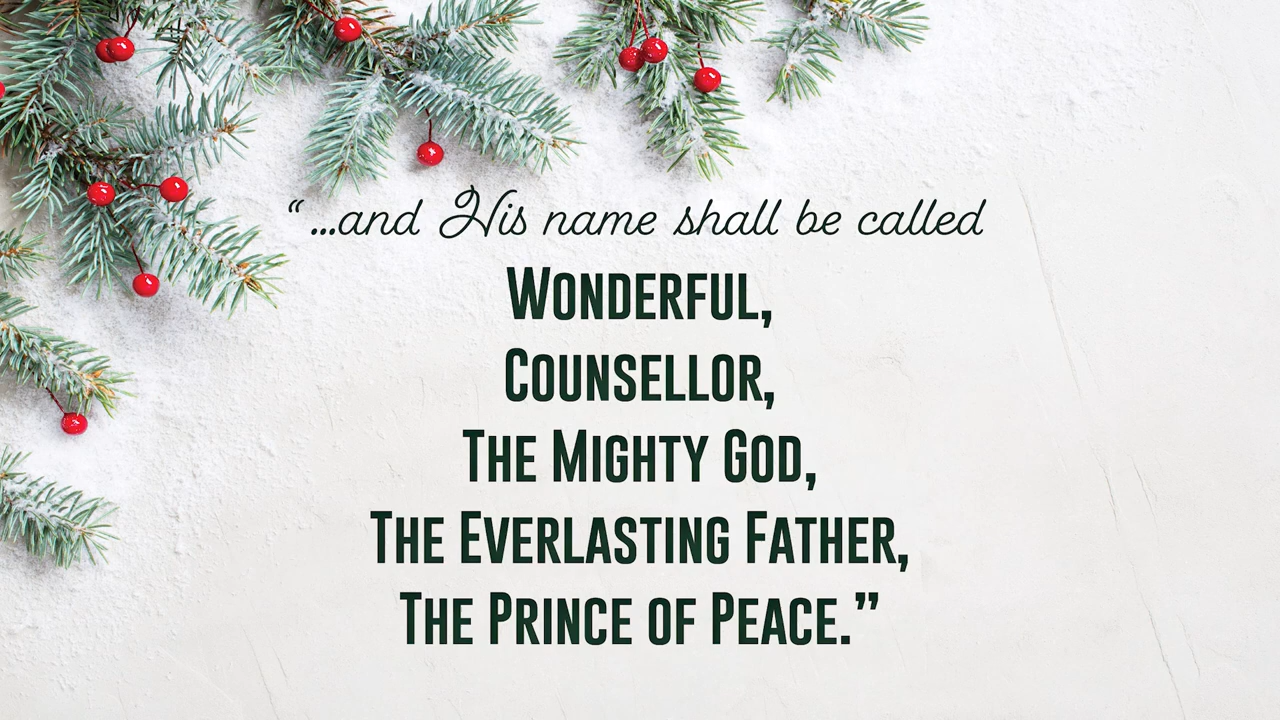 “...and His name shall be called
Wonderful,
Counsellor,
The Mighty God,
The Everlasting Father,
The Prince of Peace.”